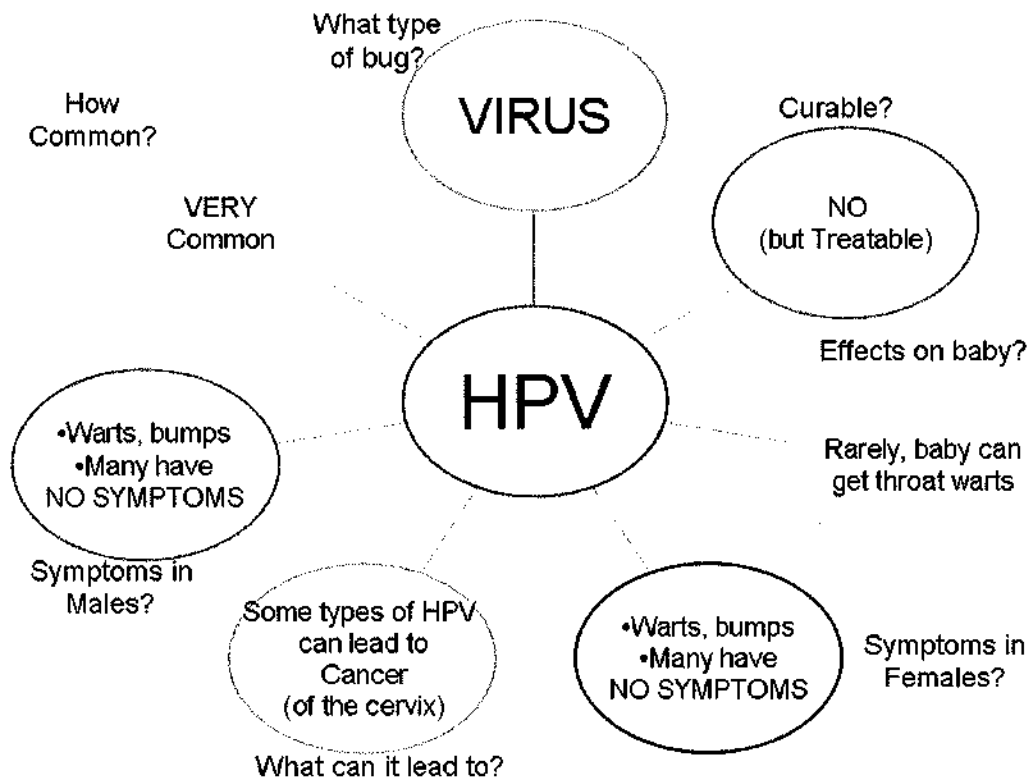 What type
of bug?
VIRUS
How
Common?
VERY
Common
Curable?
NO
(but Treatable)
HPV
Effects on baby?
Rarely, baby can
get throat warts
•Warts, bumps
•Many have
NO SYMPTOMS
Symptoms in
Males?
Some types of HPV
can lead to
Cancer
(of the cervix)
What can it lead to?
•Warts, bumps
•Many have
NO SYMPTOMS
Symptoms in
Females?